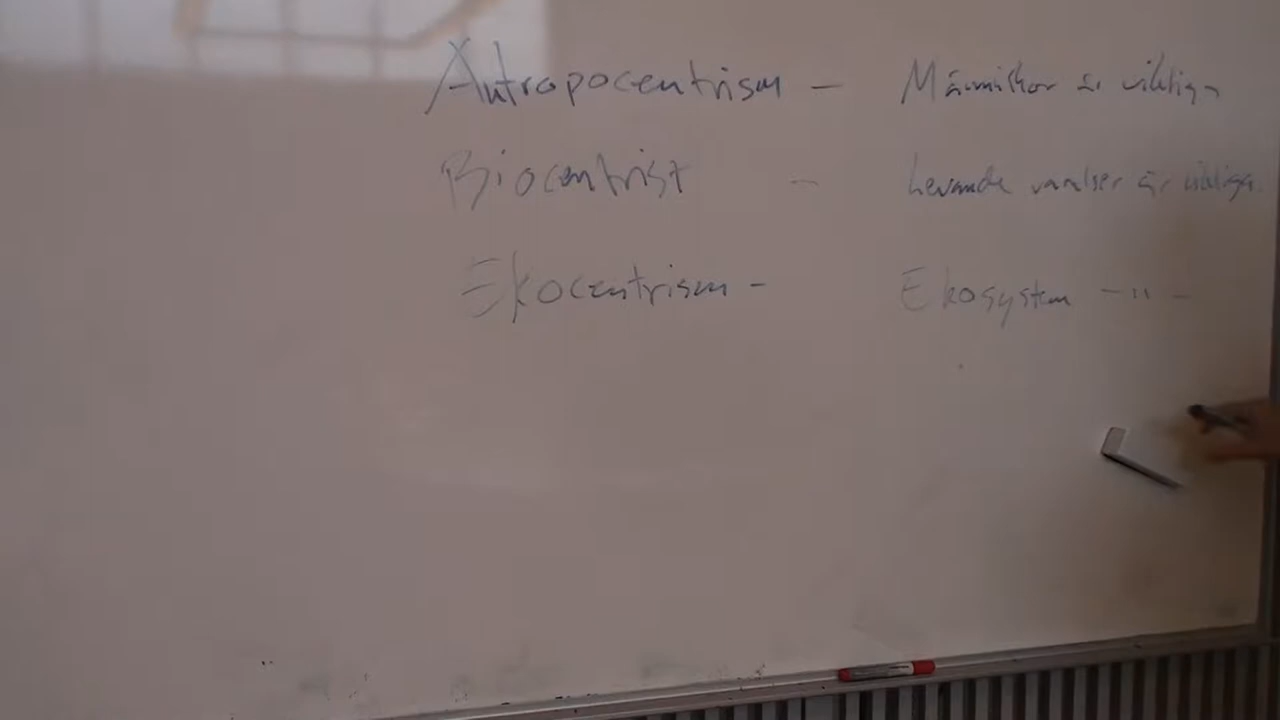 Antropocentrism – Människor är viktiga
Biocentrist – Levande varelser är viktiga.
Ekocentrism – Ekosystem –"–